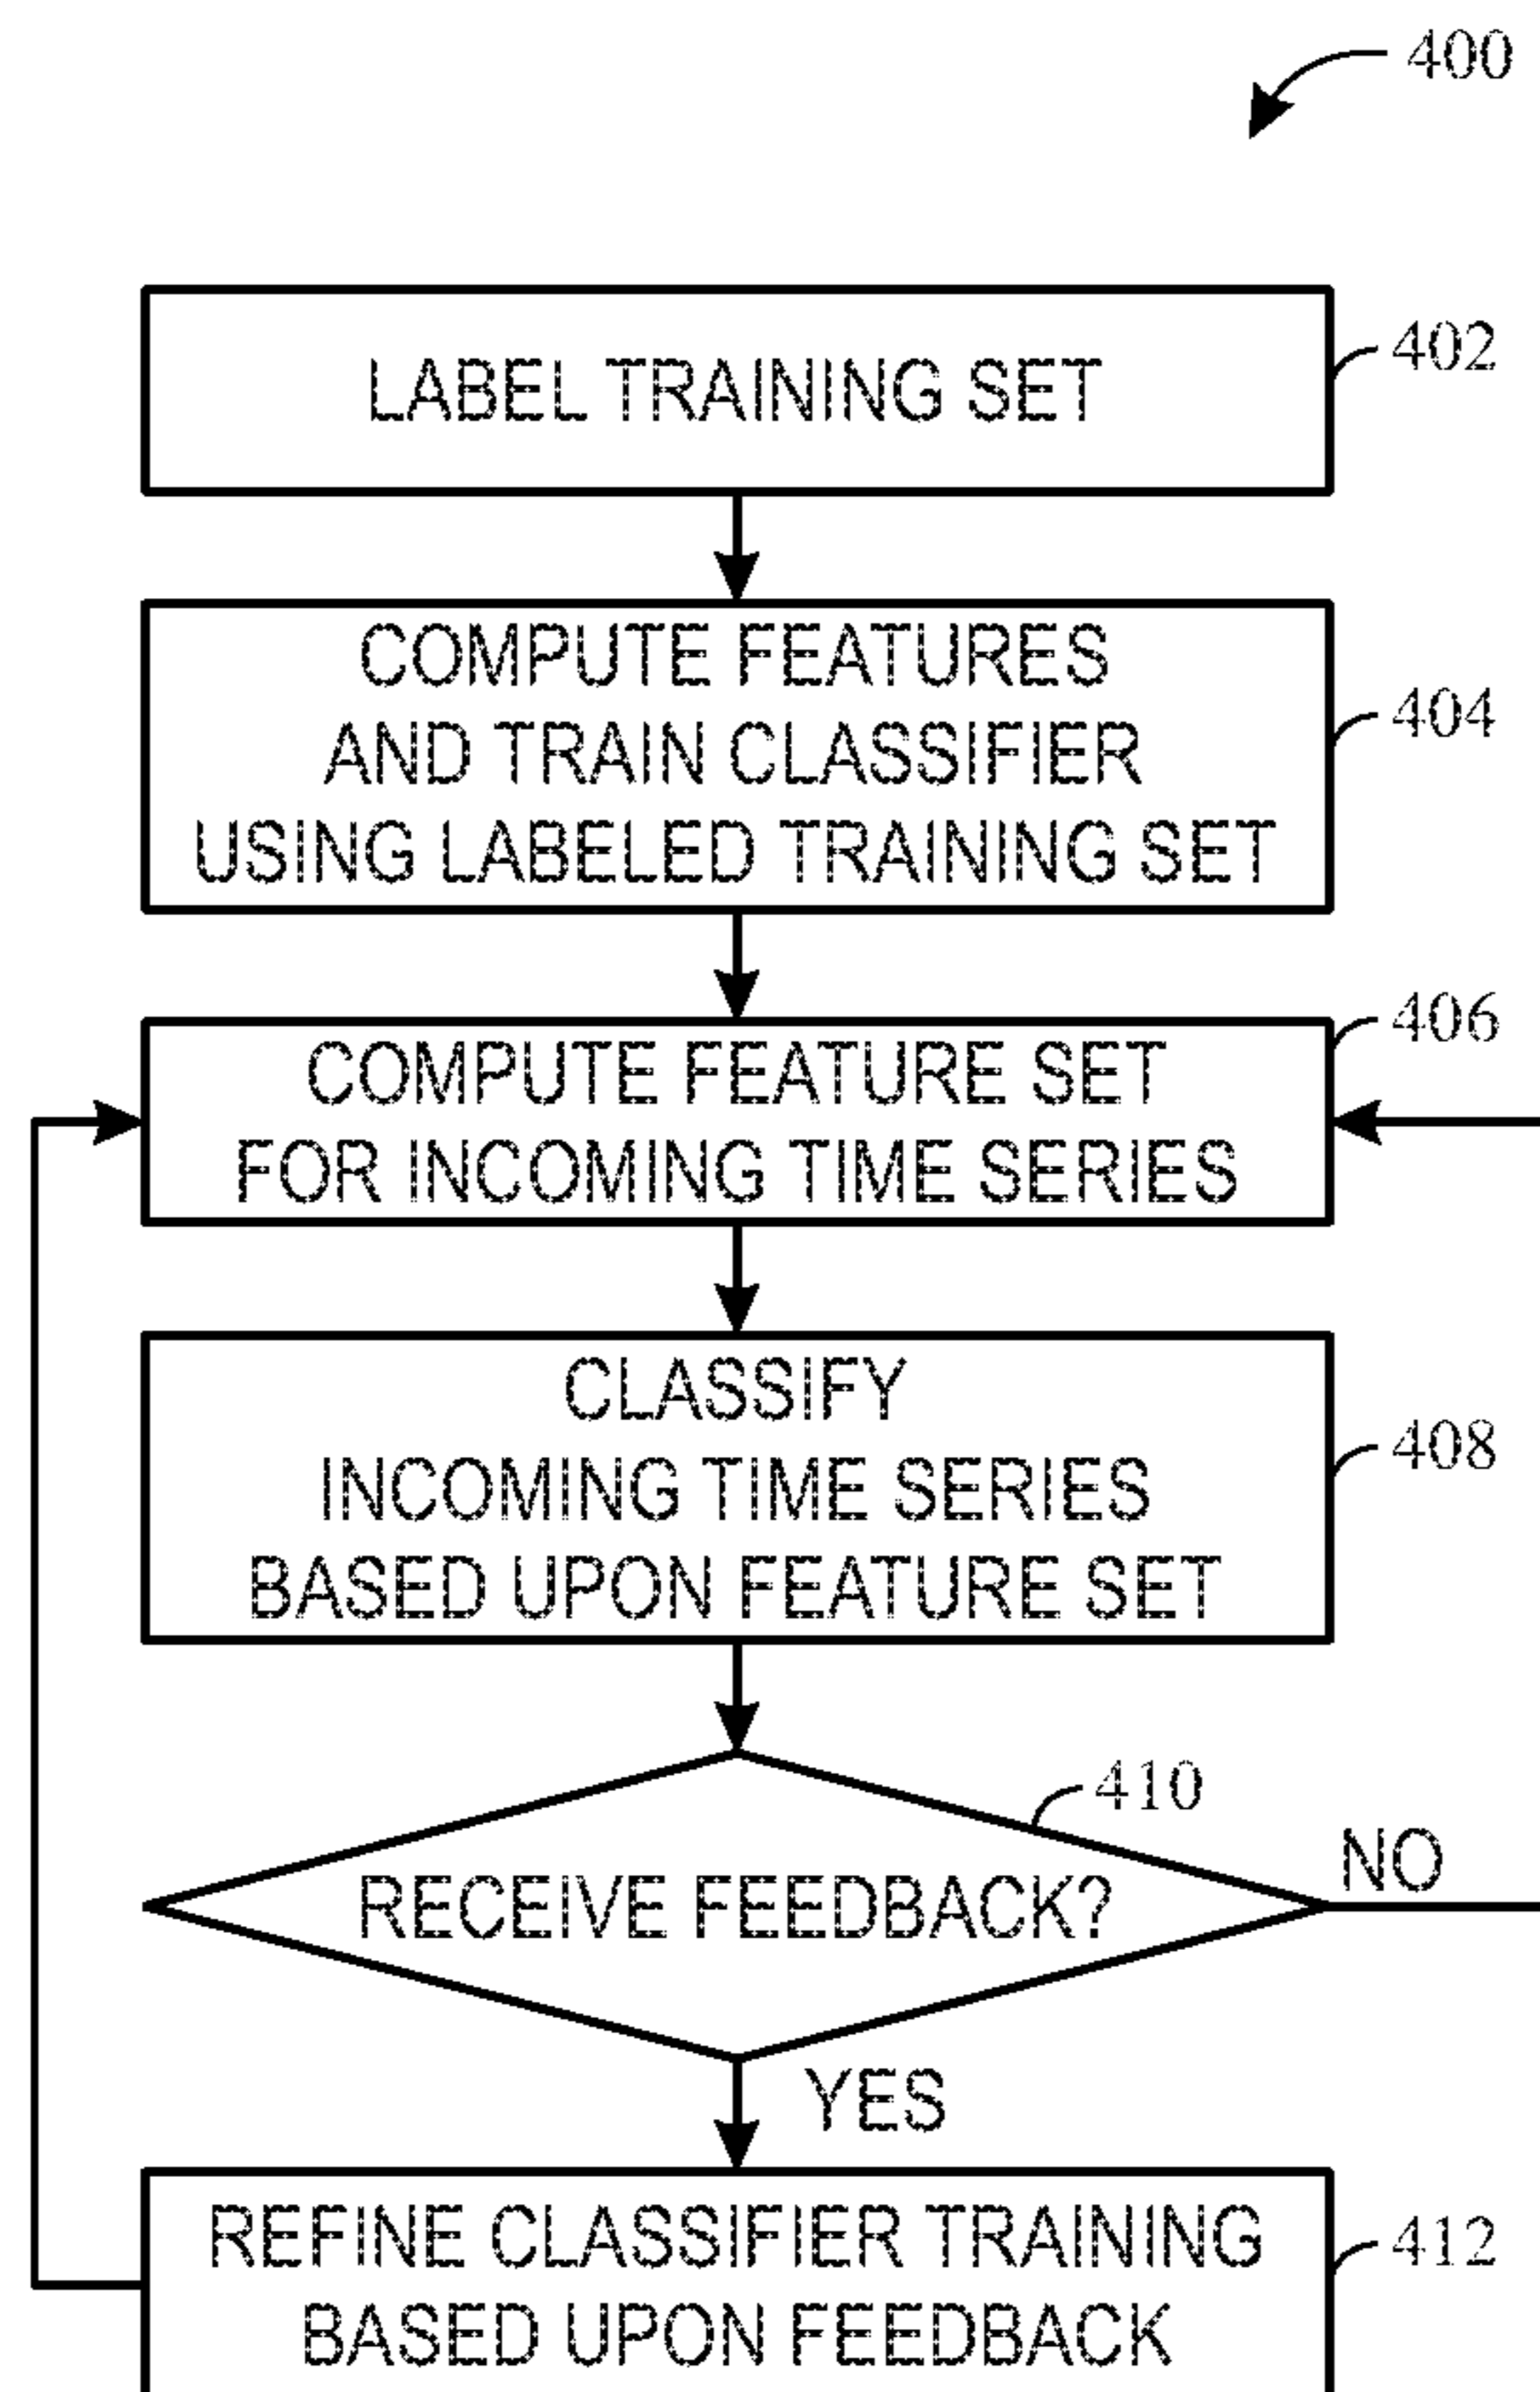 400
LABEL TRAINING SET
402
COMPUTE FEATURES
AND TRAIN CLASSIFIER
USING LABELED TRAINING SET
404
COMPUTE FEATURE SET
FOR INCOMING TIME SERIES
406
CLASSIFY
INCOMING TIME SERIES
BASED UPON FEATURE SET
408
410
RECEIVE FEEDBACK?
NO
YES
REFINE CLASSIFIER TRAINING
BASED UPON FEEDBACK
412